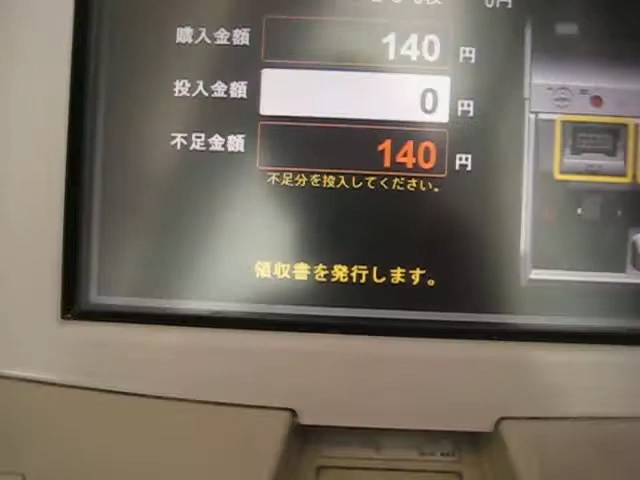 0円
購入金額 140 円
投入金額 0 円
不足金額 140 円
不足分を投入してください。
領収書を発行します。